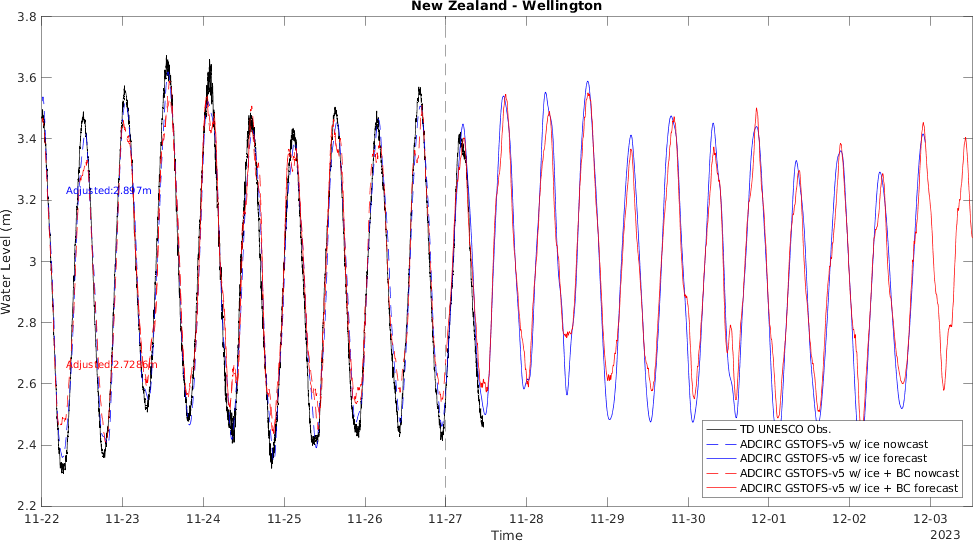 New Zealand - Wellington
3.8
3.6
3.4
3.2
3
2.8
2.6
2.4
2.2
Water Level (m)
Adjusted:2.897m
Adjusted:2.7286m
TD UNESCO Obs.
ADCIRC GSTOFS-v5 w/ ice nowcast
ADCIRC GSTOFS-v5 w/ ice forecast
ADCIRC GSTOFS-v5 w/ ice + BC nowcast
ADCIRC GSTOFS-v5 w/ ice + BC forecast
11-22 11-23 11-24 11-25 11-26 11-27 11-28 11-29 11-30 12-01 12-02 12-03
Time
2023